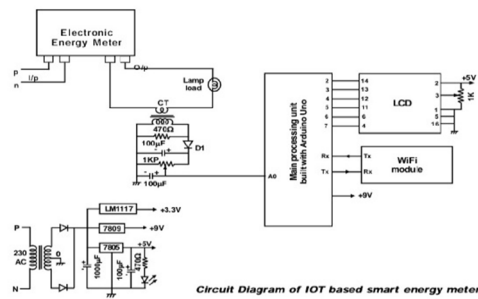 Electronic
Energy Meter
p
n
I/p
O/p
Lamp
load
CT
470Ω
100μF
D1
1KP
100μF
A0
Main processing unit
built with Arduino Uno
2
3
4
5
6
7
14
13
12
11
6
4
LCD
2
3
1
5
16
+5V
1K
Rx
Tx
Tx
Rx
WiFi
module
+9V
P
230
AC
N
0
LM1117
+3.3V
7809
+9V
7805
+5V
1000μF
100μF
470Ω
Circuit Diagram of IOT based smart energy meter